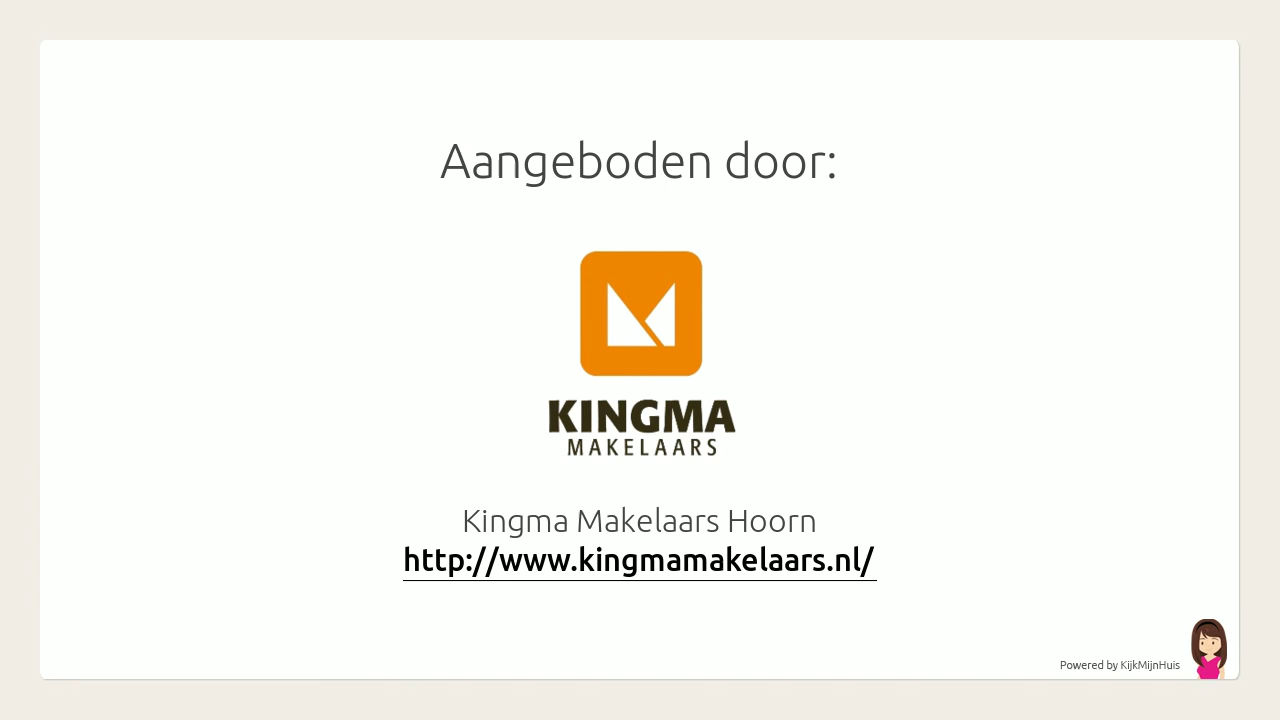 Aangeboden door:
KINGMA
MAKELAARS
Kingma Makelaars Hoorn
http://www.kingmamakelaars.nl/
Powered by KijkMijnHuis